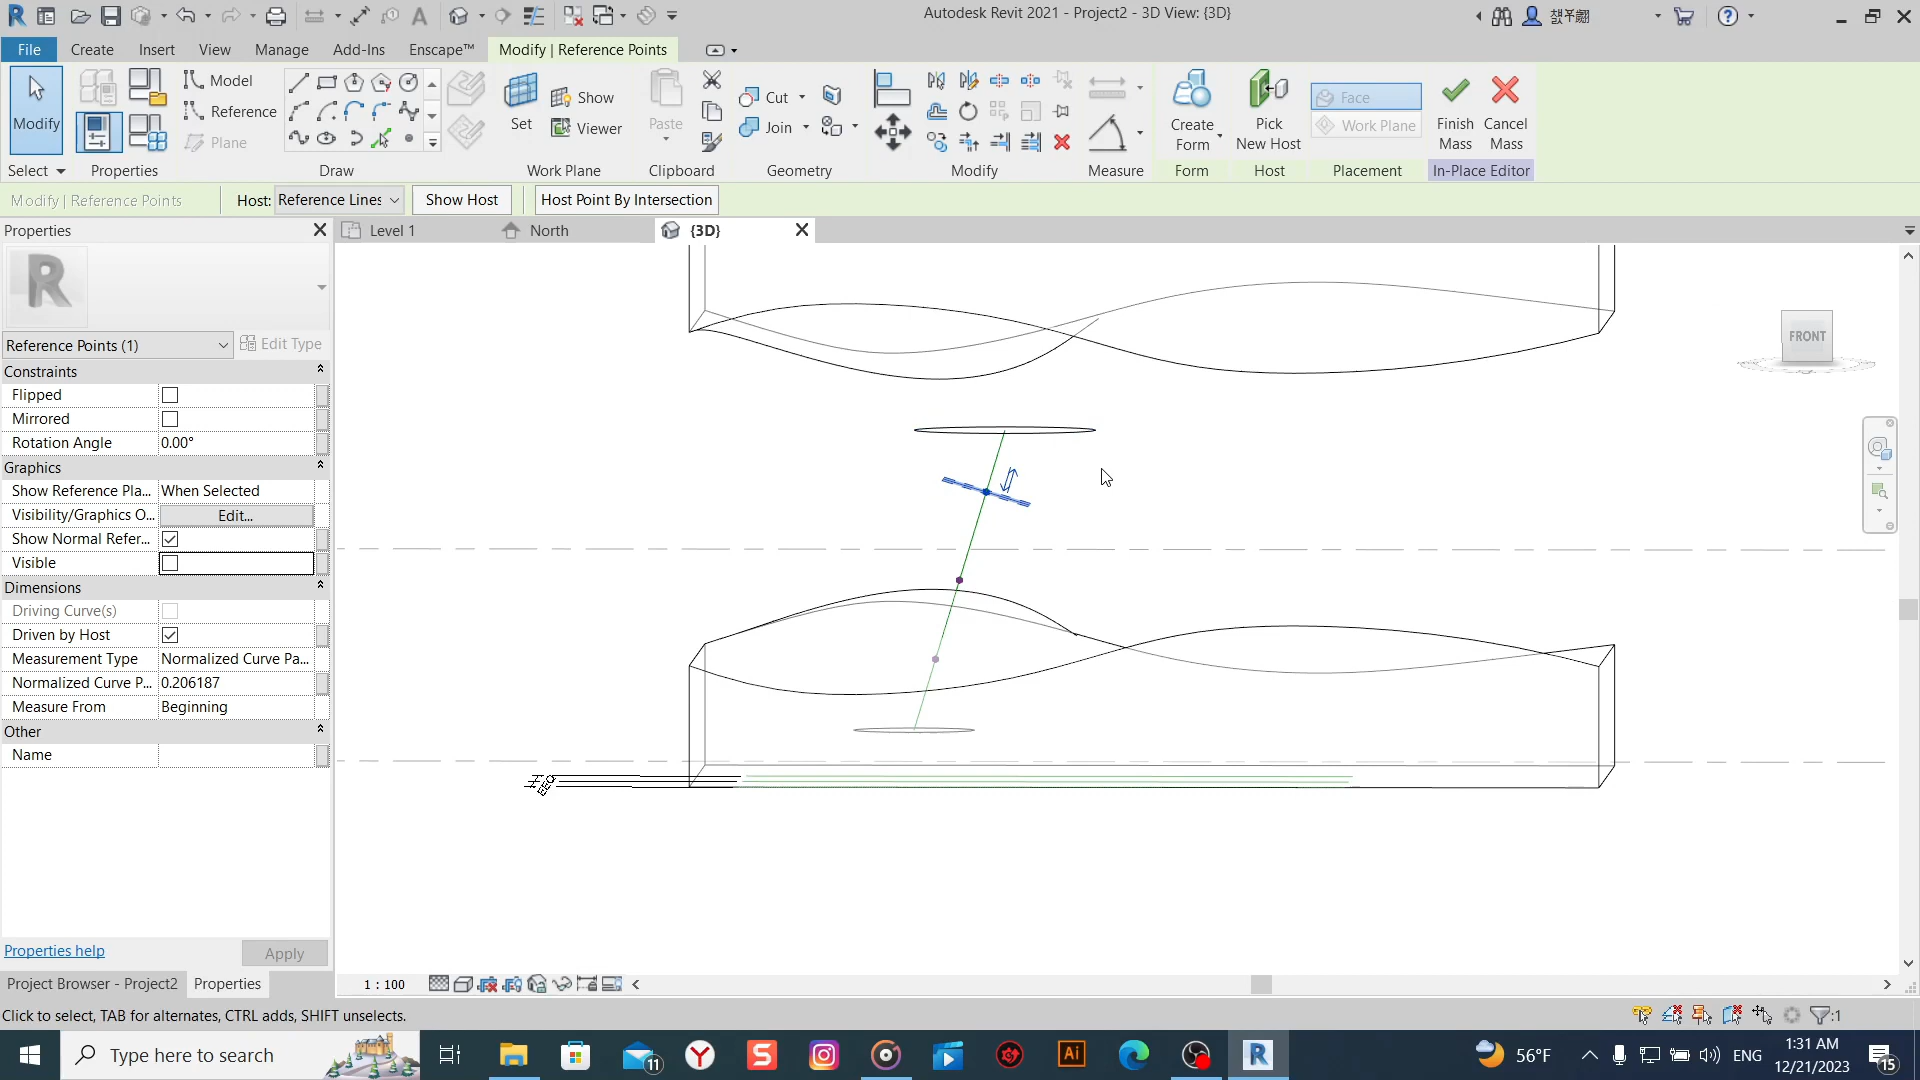 Autodesk Revit 2021 - Project2 - 3D View: {3D}
File Create Insert View Manage Add-Ins Enscape™ Modify | Reference Points
Modify
Model
Reference
Plane
Set
Show
Viewer
Paste
Cut
Join
Create Form
Pick New Host
Face
Work Plane
Finish Mass
Cancel Mass
Select Properties Draw Work Plane Clipboard Geometry Modify Measure Form Host Placement In-Place Editor
Modify | Reference Points Host: Reference Lines Show Host Host Point By Intersection
Properties Level 1 North {3D}
Reference Points (1) Edit Type
Constraints
Flipped
Mirrored
Rotation Angle 0.00°
Graphics
Show Reference Pla... When Selected
Visibility/Graphics O... Edit...
Show Normal Refer...
Visible
Dimensions
Driving Curve(s)
Driven by Host
Measurement Type Normalized Curve Pa...
Normalized Curve P... 0.206187
Measure From Beginning
Other
Name
FRONT
Properties help Apply
Project Browser - Project2 Properties 1 : 100
Click to select, TAB for alternates, CTRL adds, SHIFT unselects. :1
Type here to search 11 56°F ENG 1:31 AM
12/21/2023 15